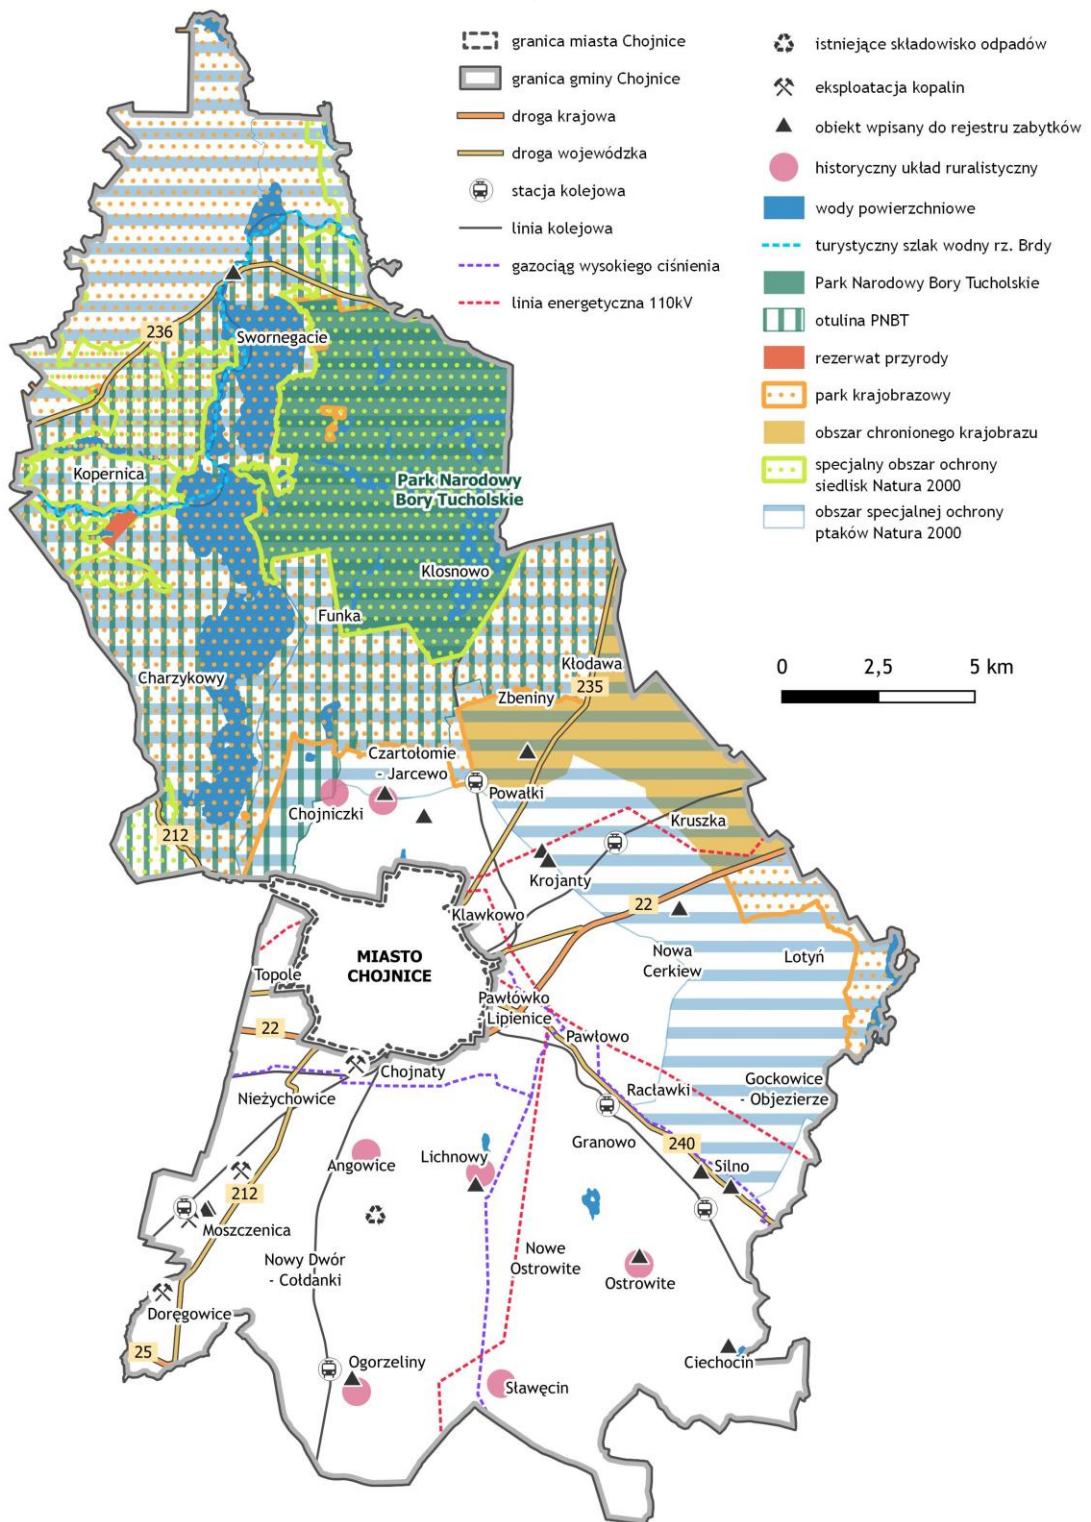 granica miasta Chojnice
granica gminy Chojnice
droga krajowa
droga wojewódzka
stacja kolejowa
linia kolejowa
gazociąg wysokiego ciśnienia
linia energetyczna 110kV
istniejące składowisko odpadów
eksploatacja kopalin
obiekt wpisany do rejestru zabytków
historyczny układ ruralistyczny
wody powierzchniowe
turystyczny szlak wodny rz. Brdy
Park Narodowy Bory Tucholskie
otulina PNBT
rezerwat przyrody
park krajobrazowy
obszar chronionego krajobrazu
specjalny obszar ochrony
siedlisk Natura 2000
obszar specjalnej ochrony
ptaków Natura 2000
236
Swornegacie
Kopernica
Park Narodowy
Bory Tucholskie
Klosnowo
Funka
Charzykowy
Kłodawa
235
Zbeniny
0 2,5 5 km
Czartołomie
- Jarcewo
Powałki
Chojniczki
Kruszka
212
Krojanty
22
Klawkowo
Nowa
Cerkiew
Lotyń
MIASTO
CHOJNICE
Topole
Pawłówko
- Lipienice
22
Pawłowo
Chojnaty
Nieżychowice
Racławki
Gockowice
- Objezierze
Granowo
240
Silno
Angowice
Lichnowy
212
Moszczenica
Nowy Dwór
- Cołdanki
Nowe
Ostrowite
Ostrowite
Doręgowice
25
Ogorzeliny
Sławęcin
Ciechocin